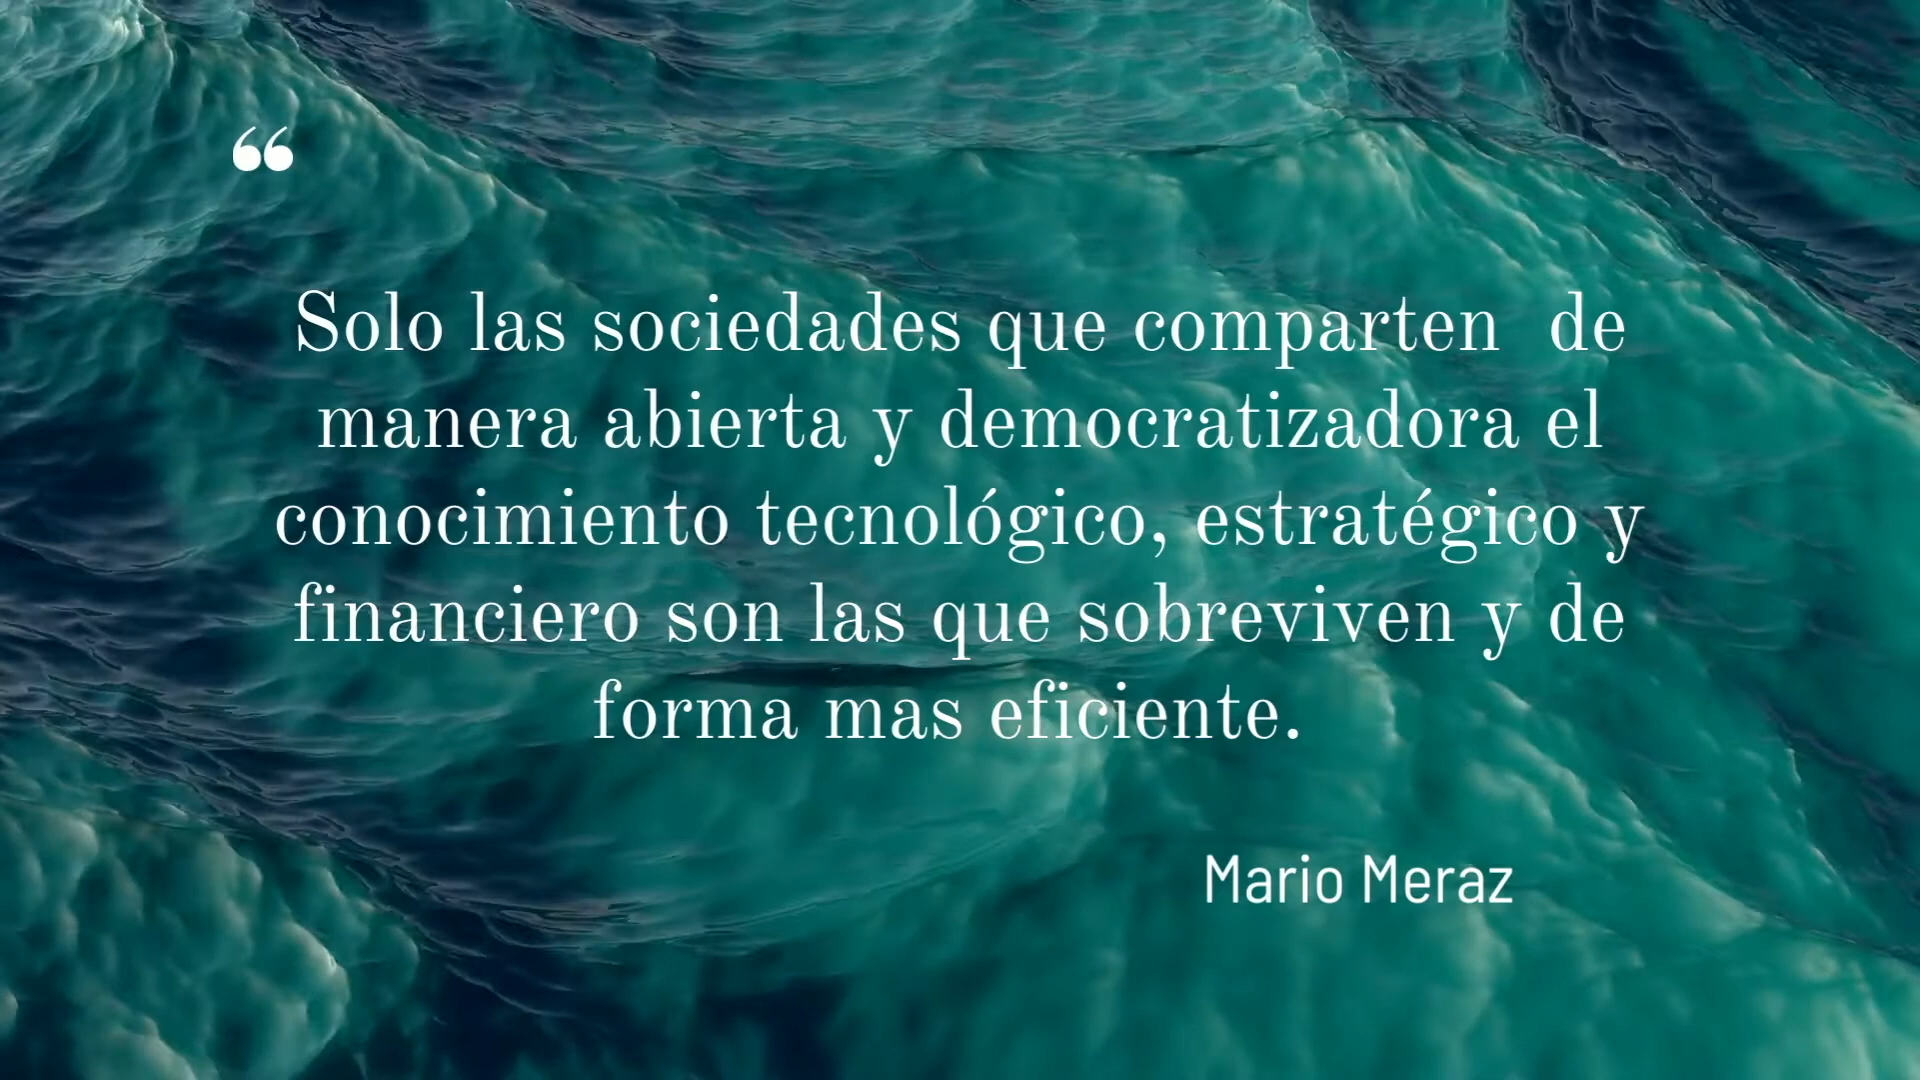 “
Solo las sociedades que comparten  de
manera abierta y democratizadora el
conocimiento tecnológico, estratégico y
financiero son las que sobreviven y de
forma mas eficiente.
Mario Meraz